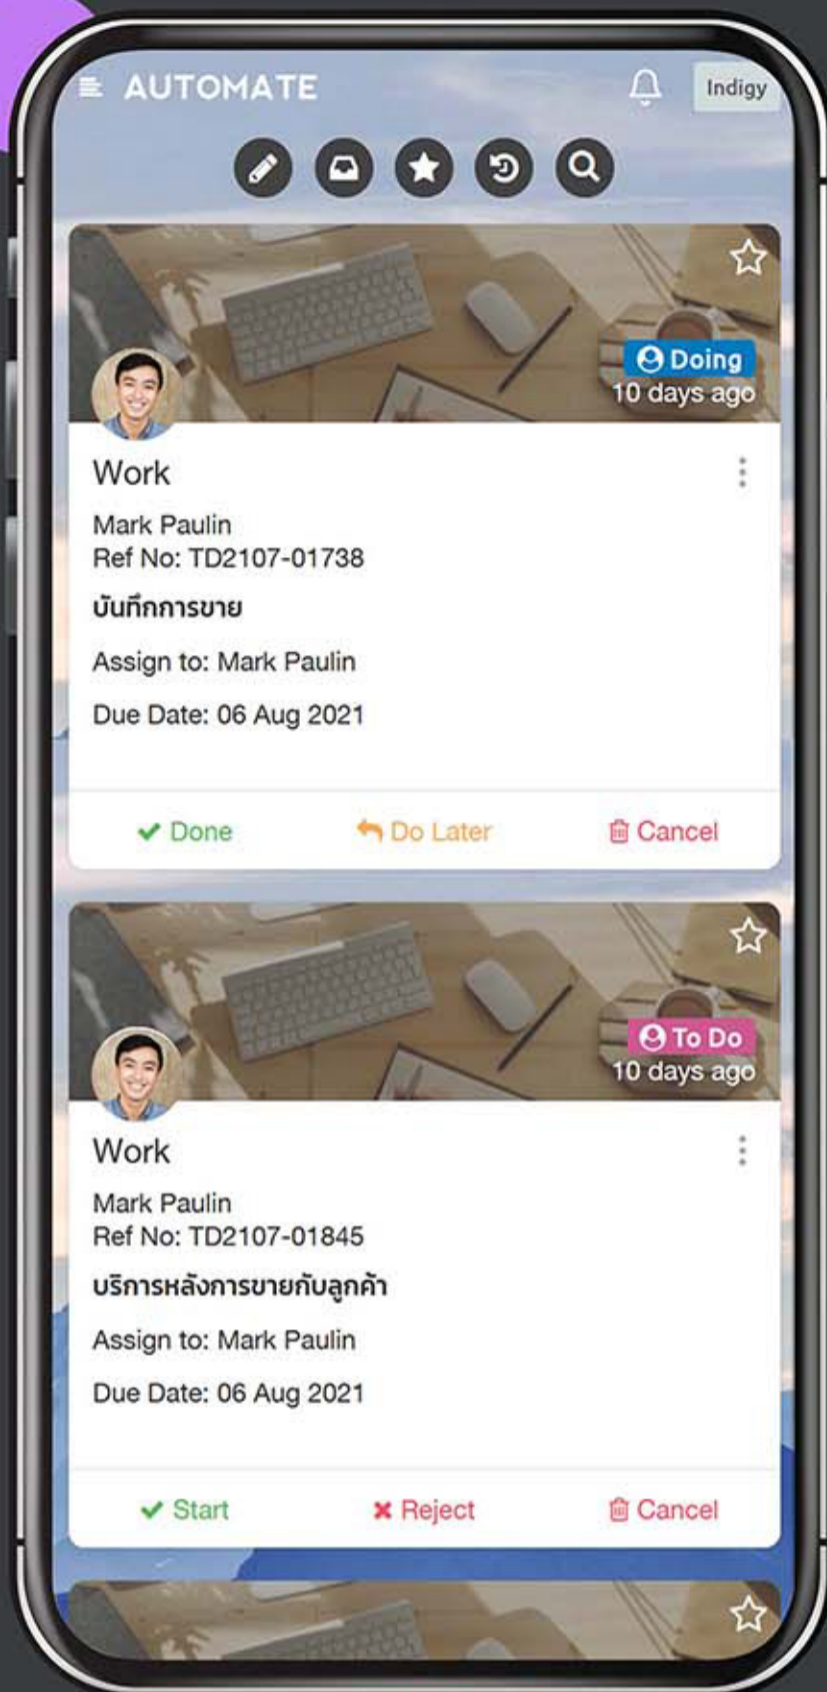 AUTOMATE
Indigy
Doing
10 days ago
Work
Mark Paulin
Ref No: TD2107-01738
บันทึกการขาย
Assign to: Mark Paulin
Due Date: 06 Aug 2021
Done
Do Later
Cancel
To Do
10 days ago
Work
Mark Paulin
Ref No: TD2107-01845
บริการหลังการขายกับลูกค้า
Assign to: Mark Paulin
Due Date: 06 Aug 2021
Start
Reject
Cancel